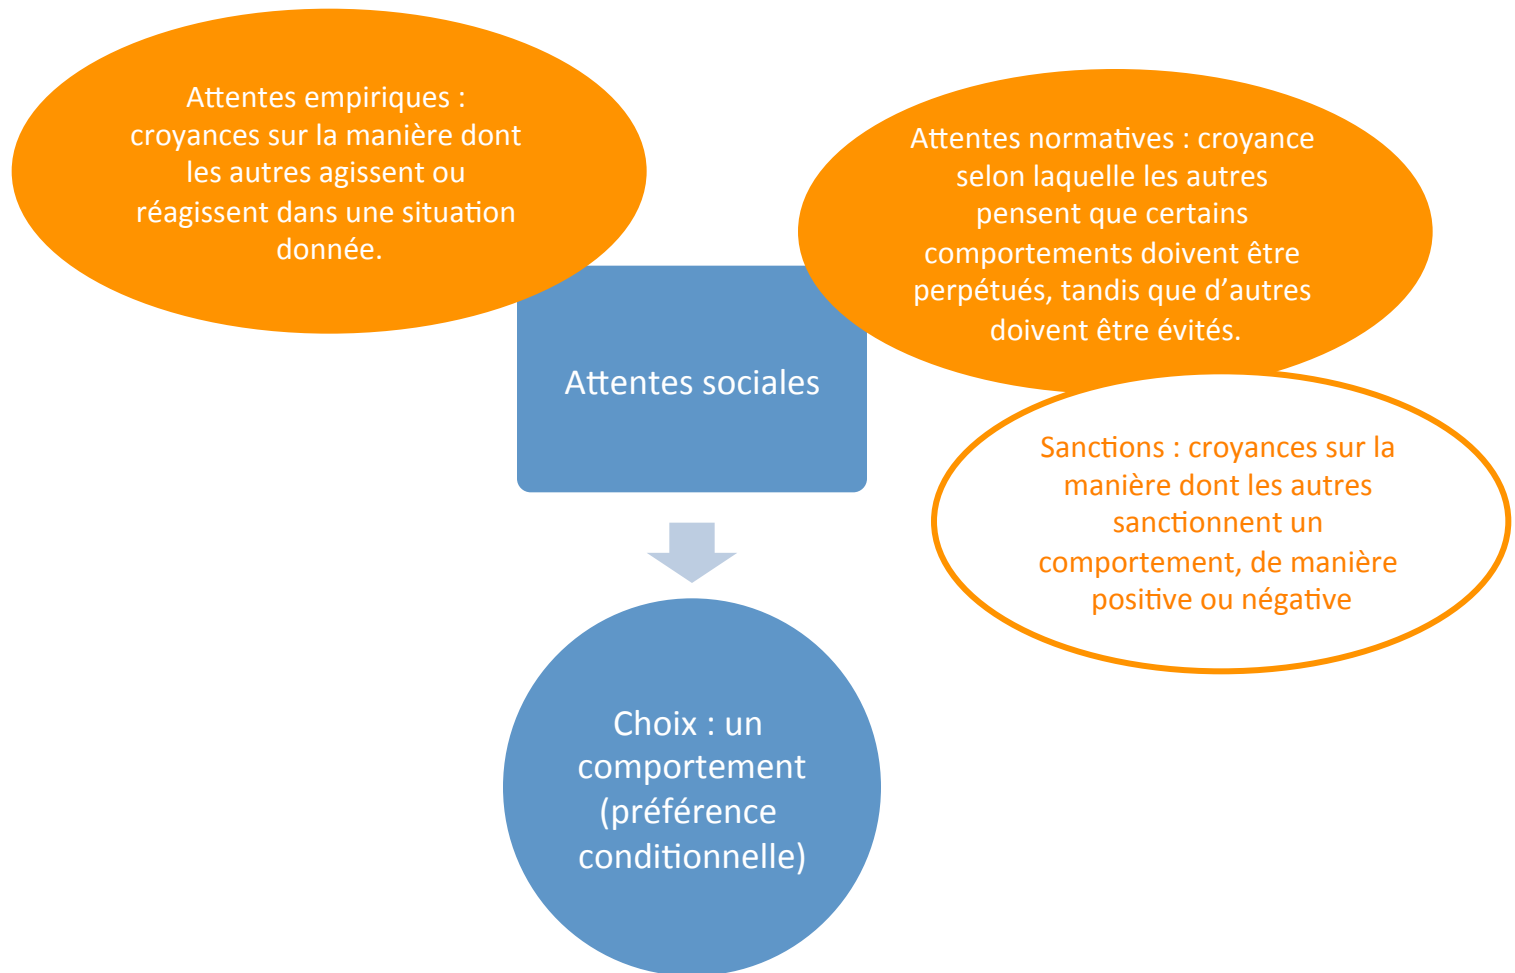 Attentes empiriques :
croyances sur la manière dont
les autres agissent ou
réagissent dans une situation
donnée.
Attentes normatives : croyance
selon laquelle les autres
pensent que certains
comportements doivent être
perpétués, tandis que d’autres
doivent être évités.
Attentes sociales
Sanctions : croyances sur la
manière dont les autres
sanctionnent un
comportement, de manière
positive ou négative
Choix : un
comportement
(préférence
conditionnelle)